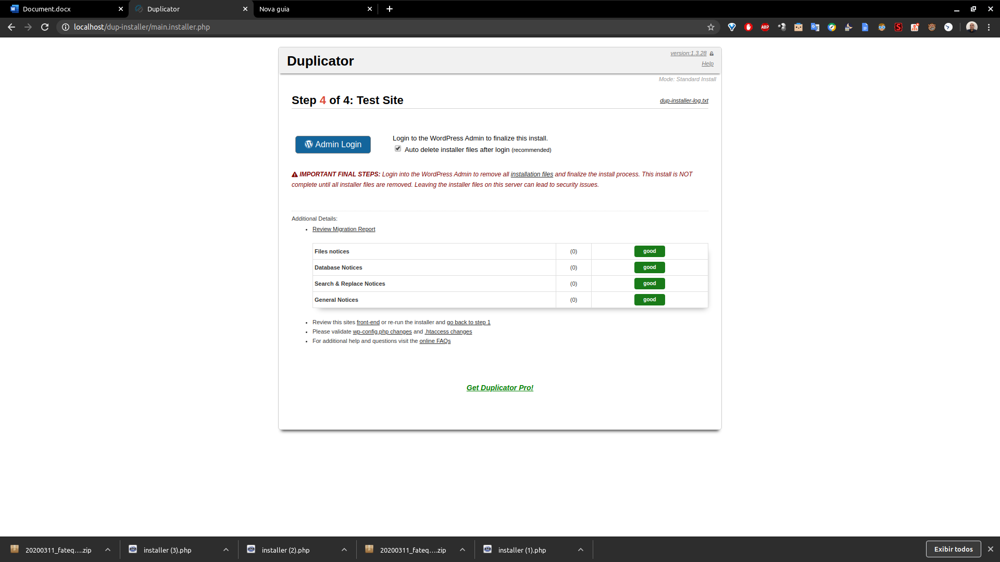 Document.docx
Duplicator
Nova guia
localhost/dup-installer/main.installer.php
Duplicator
version:1.3.28
Help
Mode: Standard Install
Step 4 of 4: Test Site
dup-installer-log.txt
Admin Login
Login to the WordPress Admin to finalize this install.
Auto delete installer files after login (recommended)
IMPORTANT FINAL STEPS: Login into the WordPress Admin to remove all installation files and finalize the install process. This install is NOT
complete until all installer files are removed. Leaving the installer files on this server can lead to security issues.
Additional Details:
• Review Migration Report
Files notices (0) good
Database Notices (0) good
Search & Replace Notices (0) good
General Notices (0) good
• Review this sites front-end or re-run the installer and go back to step 1
• Please validate wp-config.php changes and .htaccess changes
• For additional help and questions visit the online FAQs
Get Duplicator Pro!
20200311_fateq....zip
installer (3).php
installer (2).php
20200311_fateq....zip
installer (1).php
Exibir todos